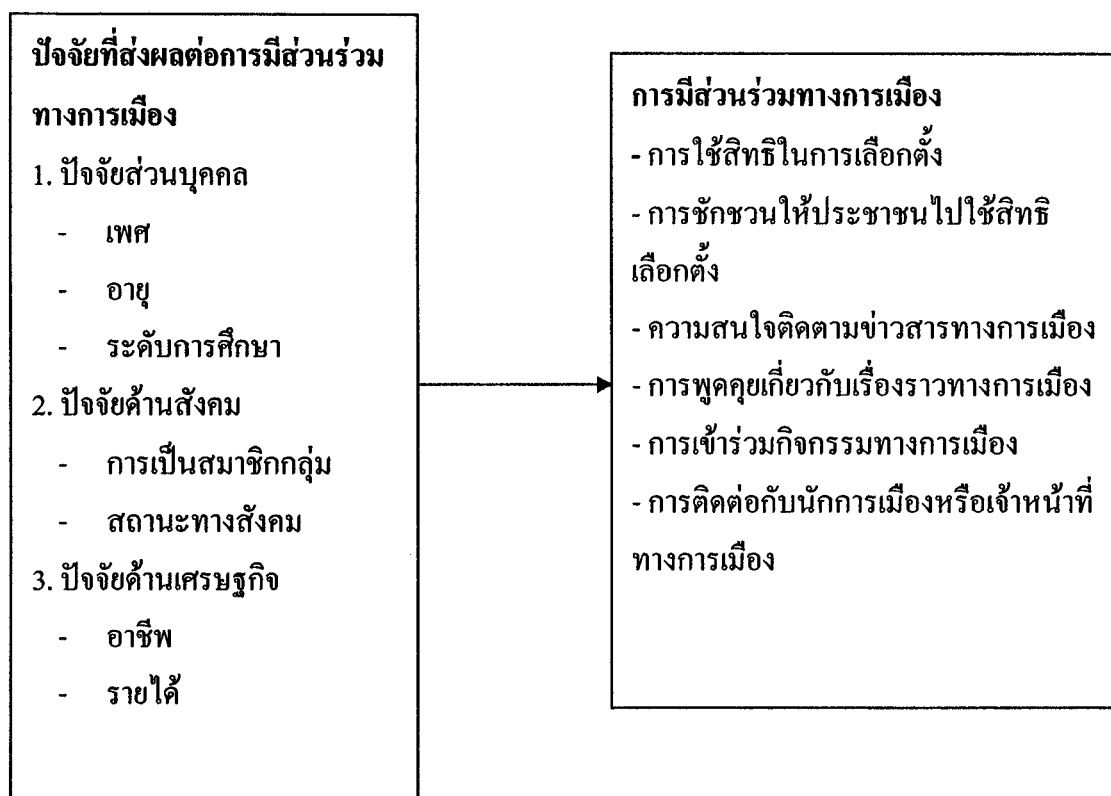 ปัจจัยที่ส่งผลต่อการมีส่วนร่วม
ทางการเมือง
1. ปัจจัยส่วนบุคคล
- เพศ
- อายุ
- ระดับการศึกษา
2. ปัจจัยด้านสังคม
- การเป็นสมาชิกกลุ่ม
- สถานะทางสังคม
3. ปัจจัยด้านเศรษฐกิจ
- อาชีพ
- รายได้
การมีส่วนร่วมทางการเมือง
- การใช้สิทธิในการเลือกตั้ง
- การชักชวนให้ประชาชนไปใช้สิทธิ
เลือกตั้ง
- ความสนใจติดตามข่าวสารทางการเมือง
- การพูดคุยเกี่ยวกับเรื่องราวทางการเมือง
- การเข้าร่วมกิจกรรมทางการเมือง
- การติดต่อกับนักการเมืองหรือเจ้าหน้าที่
ทางการเมือง